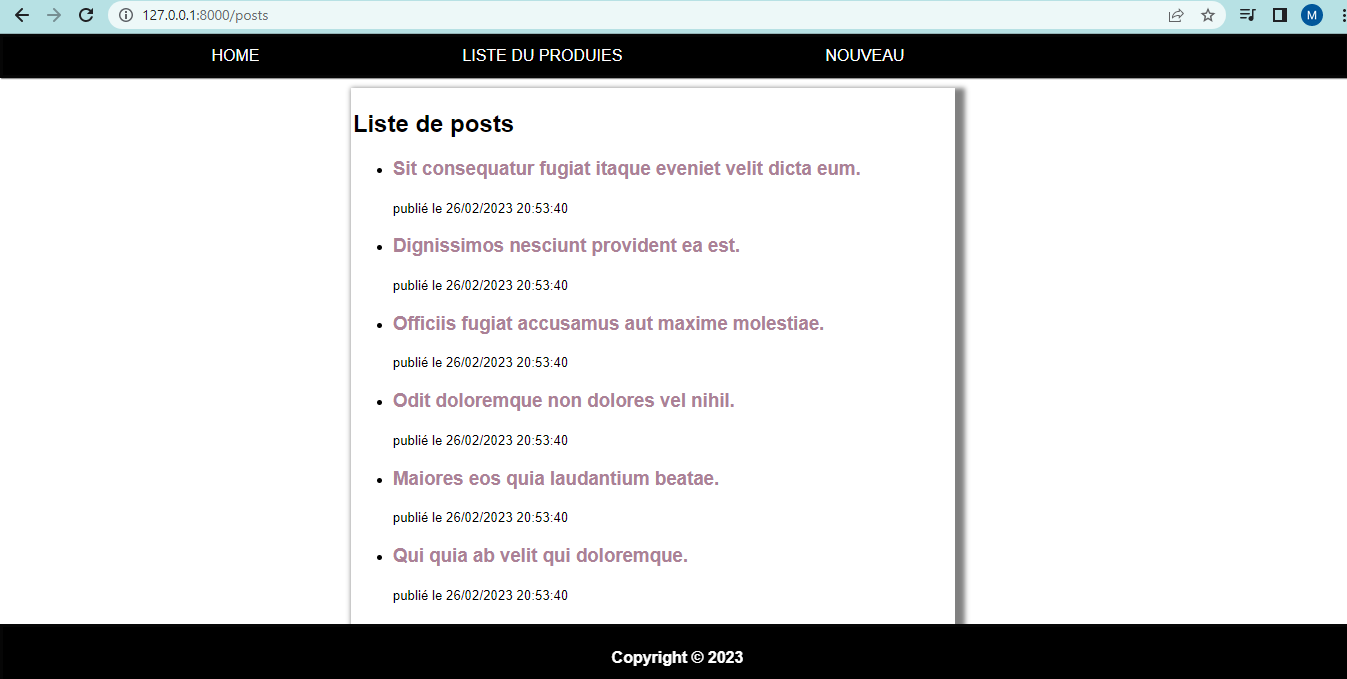 127.0.0.1:8000/posts
M
HOME LISTE DU PRODUIES NOUVEAU
Liste de posts
Sit consequatur fugiat itaque eveniet velit dicta eum.
publié le 26/02/2023 20:53:40
Dignissimos nesciunt provident ea est.
publié le 26/02/2023 20:53:40
Officiis fugiat accusamus aut maxime molestiae.
publié le 26/02/2023 20:53:40
Odit doloremque non dolores vel nihil.
publié le 26/02/2023 20:53:40
Maiores eos quia laudantium beatae.
publié le 26/02/2023 20:53:40
Qui quia ab velit qui doloremque.
publié le 26/02/2023 20:53:40
Copyright © 2023